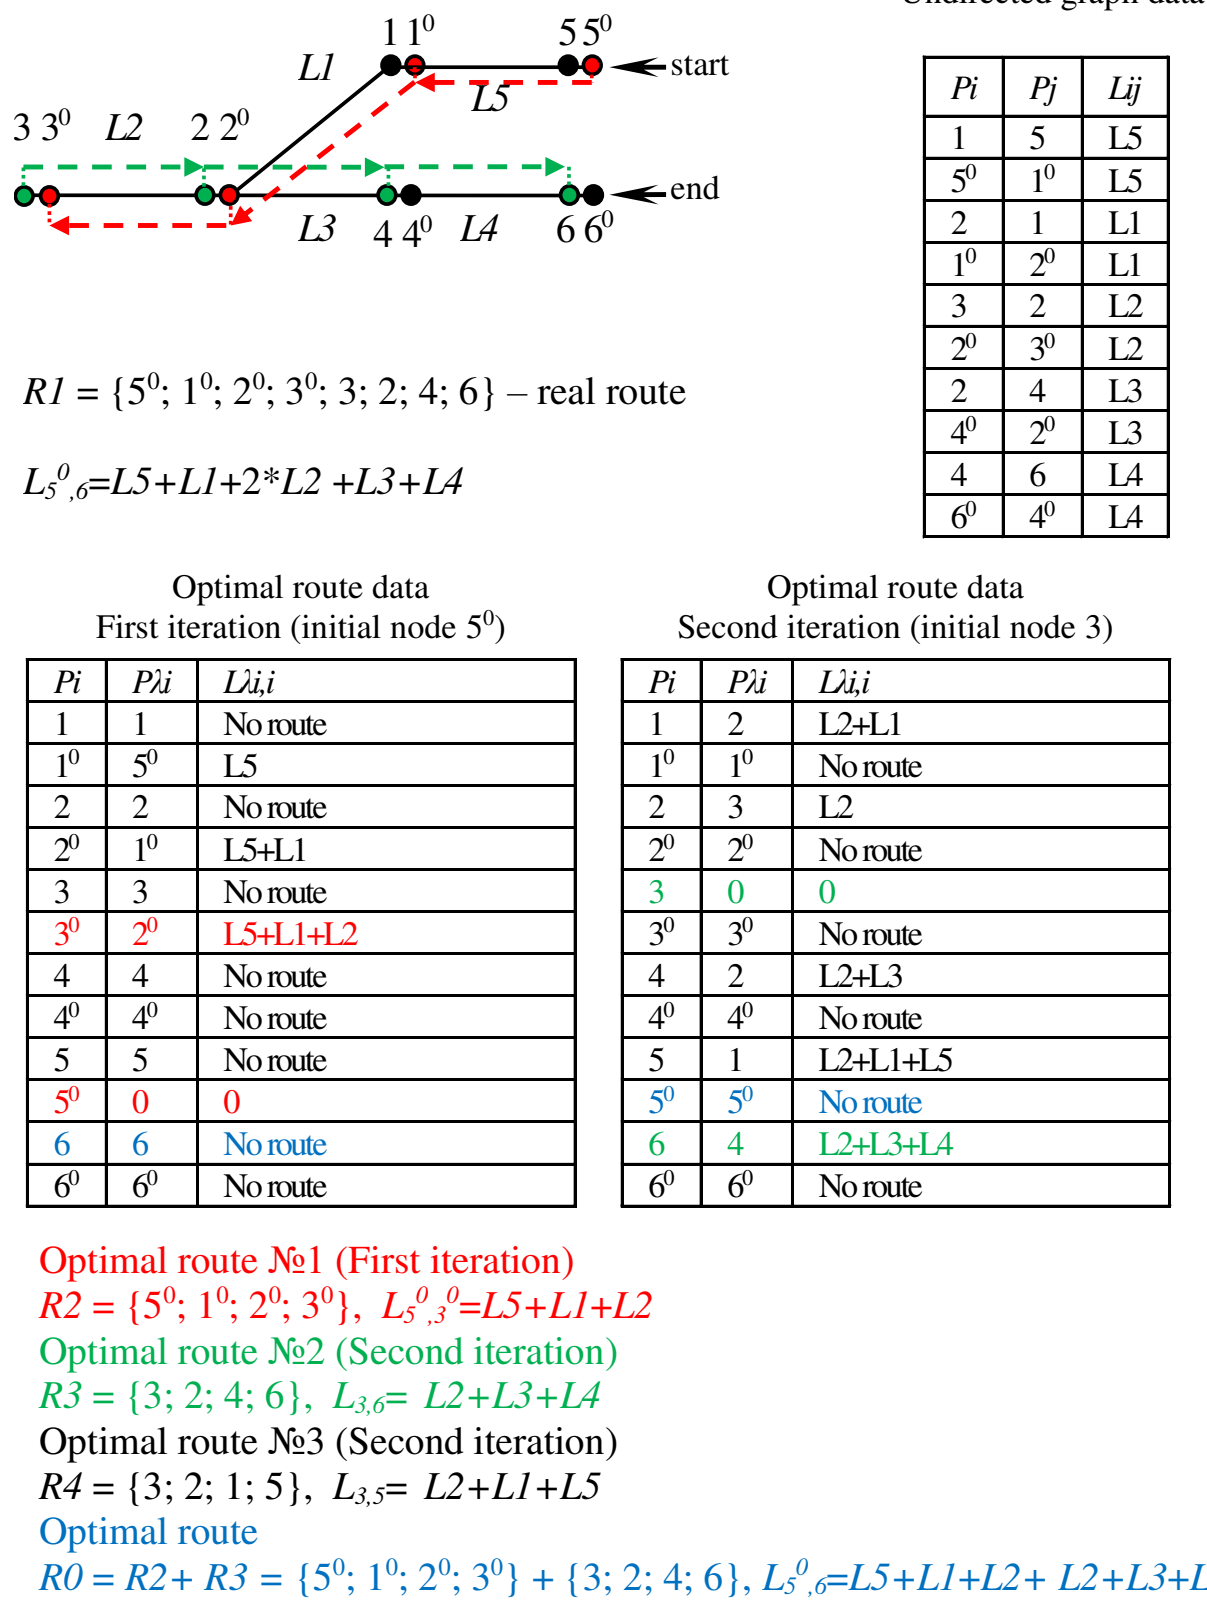 Undirected graph data
1 1⁰ 5 5⁰
L1 start
L5
3 3⁰ L2 2 2⁰
end
L3 4 4⁰ L4 6 6⁰
Pi Pj Lij
1 5 L5
5⁰ 1⁰ L5
2 1 L1
1⁰ 2⁰ L1
3 2 L2
2⁰ 3⁰ L2
2 4 L3
4⁰ 2⁰ L3
4 6 L4
6⁰ 4⁰ L4
R1 = {5⁰; 1⁰; 2⁰; 3⁰; 3; 2; 4; 6} – real route
L₅⁰,₆=L5+L1+2*L2 +L3+L4
Optimal route data
First iteration (initial node 5⁰)
Pi Pλi Lλi,i
1 1 No route
1⁰ 5⁰ L5
2 2 No route
2⁰ 1⁰ L5+L1
3 3 No route
3⁰ 2⁰ L5+L1+L2
4 4 No route
4⁰ 4⁰ No route
5 5 No route
5⁰ 0 0
6 6 No route
6⁰ 6⁰ No route
Optimal route data
Second iteration (initial node 3)
Pi Pλi Lλi,i
1 2 L2+L1
1⁰ 1⁰ No route
2 3 L2
2⁰ 2⁰ No route
3 0 0
3⁰ 3⁰ No route
4 2 L2+L3
4⁰ 4⁰ No route
5 1 L2+L1+L5
5⁰ 5⁰ No route
6 4 L2+L3+L4
6⁰ 6⁰ No route
Optimal route №1 (First iteration)
R2 = {5⁰; 1⁰; 2⁰; 3⁰}, L₅⁰,₃⁰=L5+L1+L2
Optimal route №2 (Second iteration)
R3 = {3; 2; 4; 6}, L₃,₆= L2+L3+L4
Optimal route №3 (Second iteration)
R4 = {3; 2; 1; 5}, L₃,₅= L2+L1+L5
Optimal route
R0 = R2+ R3 = {5⁰; 1⁰; 2⁰; 3⁰} + {3; 2; 4; 6}, L₅⁰,₆=L5+L1+L2+ L2+L3+L